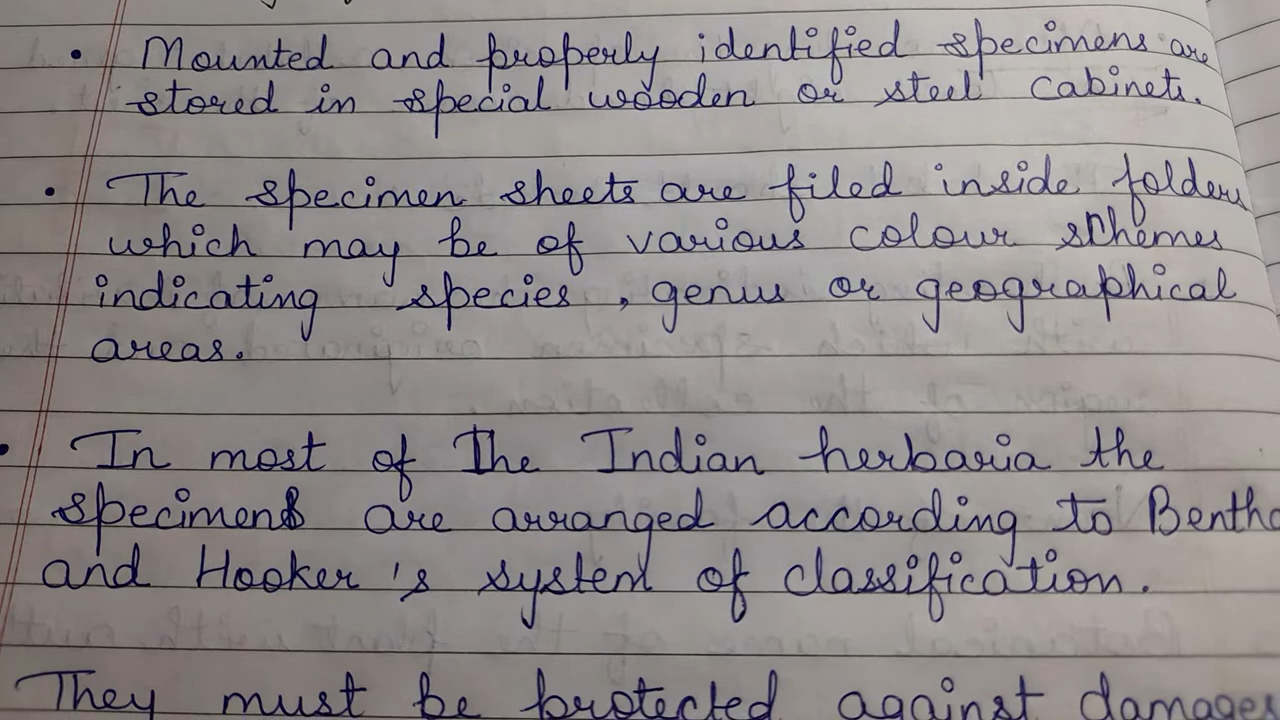 • Mounted and properly identified specimens are
stored in special wooden or steel cabinets.
• The specimen sheets are filed inside folders
which may be of various colour schemes
indicating species, genus or geographical
areas.
• In most of the Indian herbaria the
specimens are arranged according to Bentha
and Hooker's system of classification.
They must be protected against damages